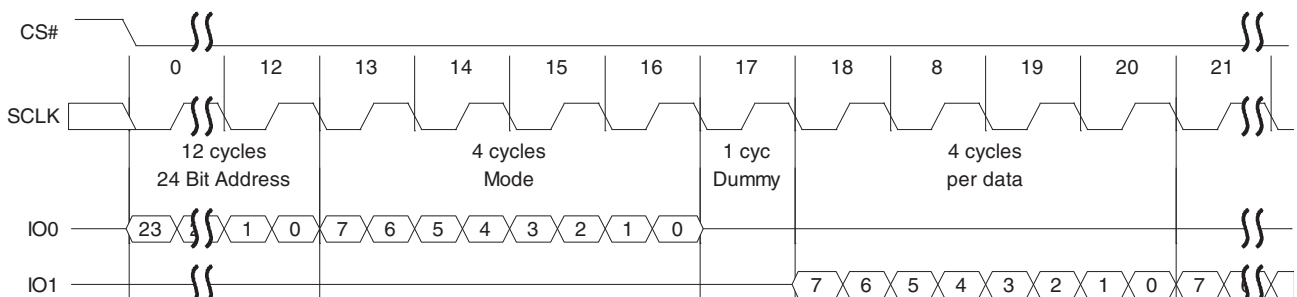 CS#
0 12 13 14 15 16 17 18 8 19 20 21
SCLK
12 cycles 4 cycles 1 cyc 4 cycles
24 Bit Address Mode Dummy per data
IO0 23 1 0 7 6 5 4 3 2 1 0
IO1 7 6 5 4 3 2 1 0 7